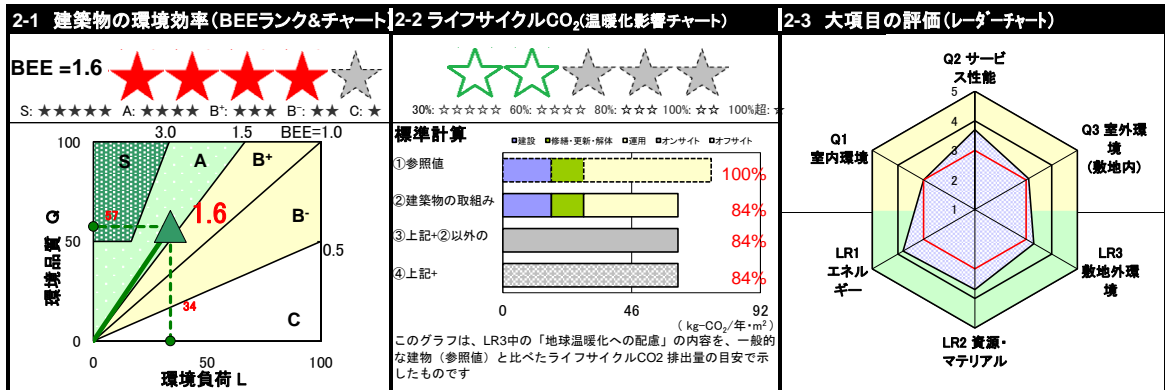 2-1 建築物の環境効率(BEEランク&チャート)
BEE =1.6
S: ★★★★★ A: ★★★★ B⁺: ★★★ B⁻: ★★ C: ★
3.0 1.5 BEE=1.0
100
S
A
B⁺
B⁻
C
0.5
57
1.6
34
50
環境品質 Q
0
0
50
100
環境負荷 L
2-2 ライフサイクルCO₂(温暖化影響チャート)
30%: ☆☆☆☆☆ 60%: ☆☆☆☆ 80%: ☆☆☆ 100%: ☆☆ 100%超: ☆
標準計算
建設 修繕・更新・解体 運用 オンサイト オフサイト
①参照値
100%
②建築物の取組み
84%
③上記+②以外の
84%
④上記+
84%
0 46 92
( kg-CO₂/年・m²)
このグラフは、LR3中の「地球温暖化への配慮」の内容を、一般的
な建物(参照値)と比べたライフサイクルCO2 排出量の目安で示
したものです
2-3 大項目の評価(レーダーチャート)
Q2 サービ
ス性能
5
4
3
2
1
Q1
室内環境
Q3 室外環
境
(敷地内)
LR1
エネル
ギー
LR3
敷地外環
境
LR2 資源・
マテリアル